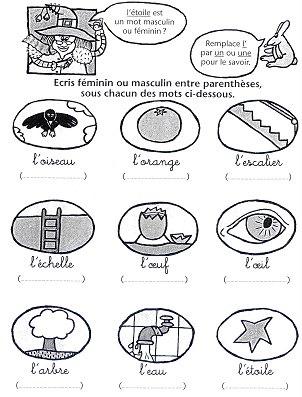 l'étoile est
un mot masculin
ou féminin ?
Remplace l'
par un ou une
pour le savoir.
Ecris féminin ou masculin entre parenthèses,
sous chacun des mots ci-dessous.
l'oiseau l'orange l'escalier
(..................) (..................) (..................)
l'échelle l'œuf l'œil
(..................) (..................) (..................)
l'arbre l'eau l'étoile
(..................) (..................) (..................)